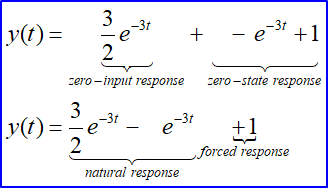 y(t) = 3/2 e^{-3t} + - e^{-3t} + 1
zero-input response zero-state response
y(t) = 3/2 e^{-3t} - e^{-3t} +1
forced response
natural response